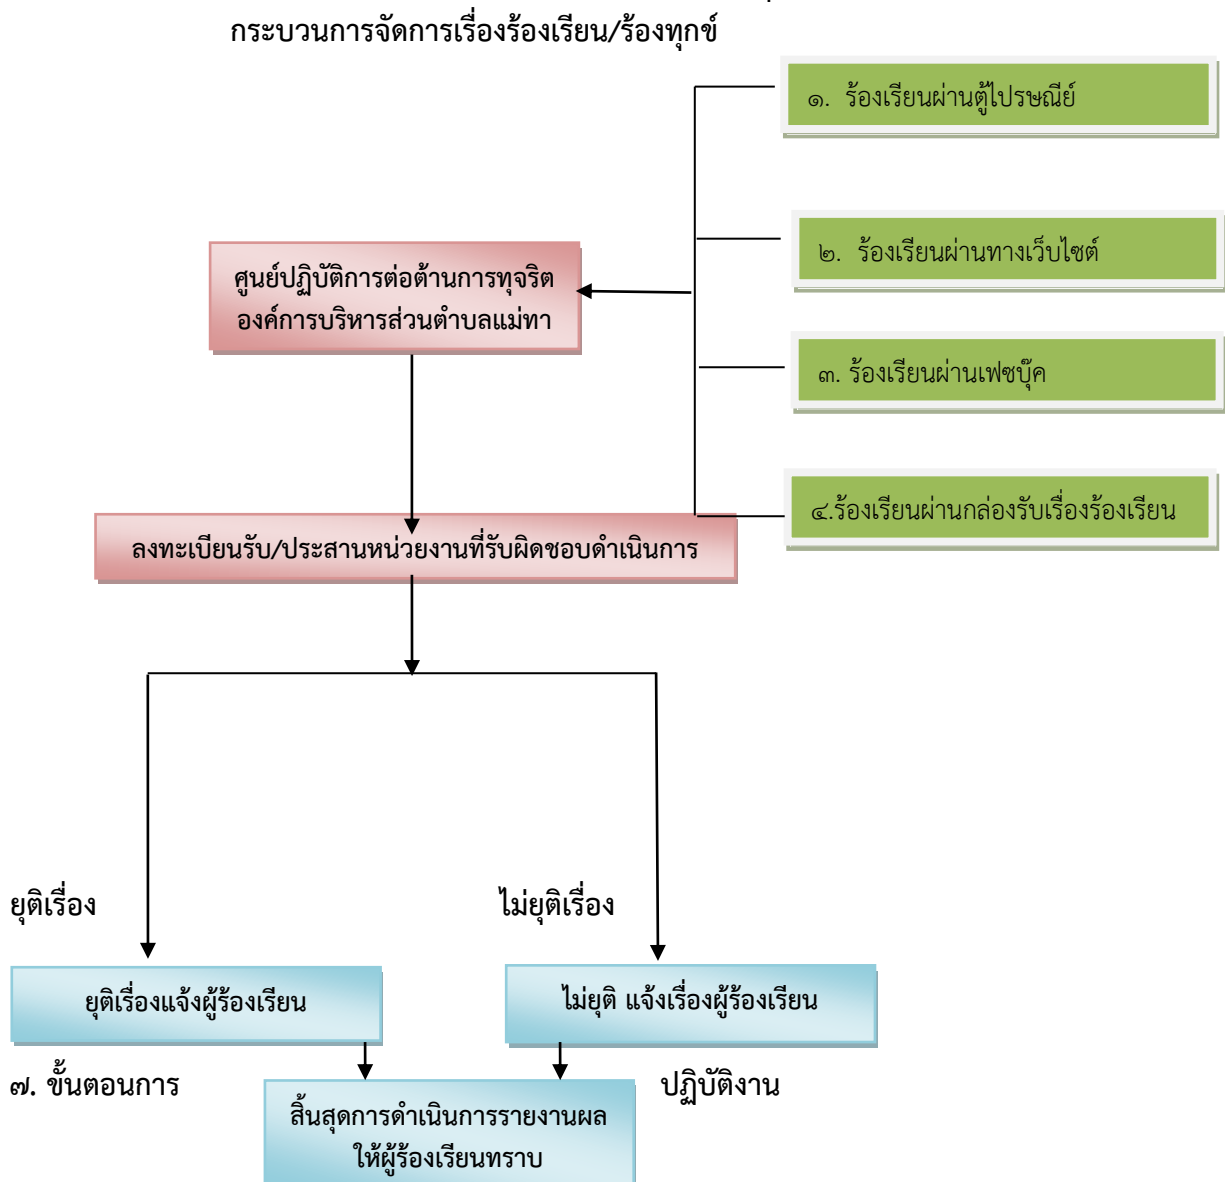 กระบวนการจัดการเรื่องร้องเรียน/ร้องทุกข์
๑. ร้องเรียนผ่านตู้ไปรษณีย์
๒. ร้องเรียนผ่านทางเว็บไซต์
ศูนย์ปฏิบัติการต่อต้านการทุจริต
องค์การบริหารส่วนตำบลแม่ทา
๓. ร้องเรียนผ่านเฟซบุ๊ค
๔.ร้องเรียนผ่านกล่องรับเรื่องร้องเรียน
ลงทะเบียนรับ/ประสานหน่วยงานที่รับผิดชอบดำเนินการ
ยุติเรื่อง
ไม่ยุติเรื่อง
ยุติเรื่องแจ้งผู้ร้องเรียน
ไม่ยุติ แจ้งเรื่องผู้ร้องเรียน
๗. ขั้นตอนการ
ปฏิบัติงาน
สิ้นสุดการดำเนินการรายงานผล
ให้ผู้ร้องเรียนทราบ